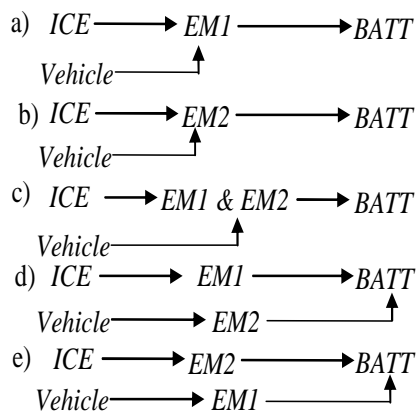 a) ICE EM1 BATT
Vehicle
b) ICE EM2 BATT
Vehicle
c) ICE EM1 & EM2 BATT
Vehicle
d) ICE EM1 BATT
Vehicle EM2
e) ICE EM2 BATT
Vehicle EM1